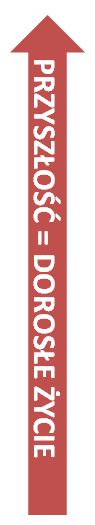 PRZYSZŁOŚĆ = DOROSŁE ŻYCIE